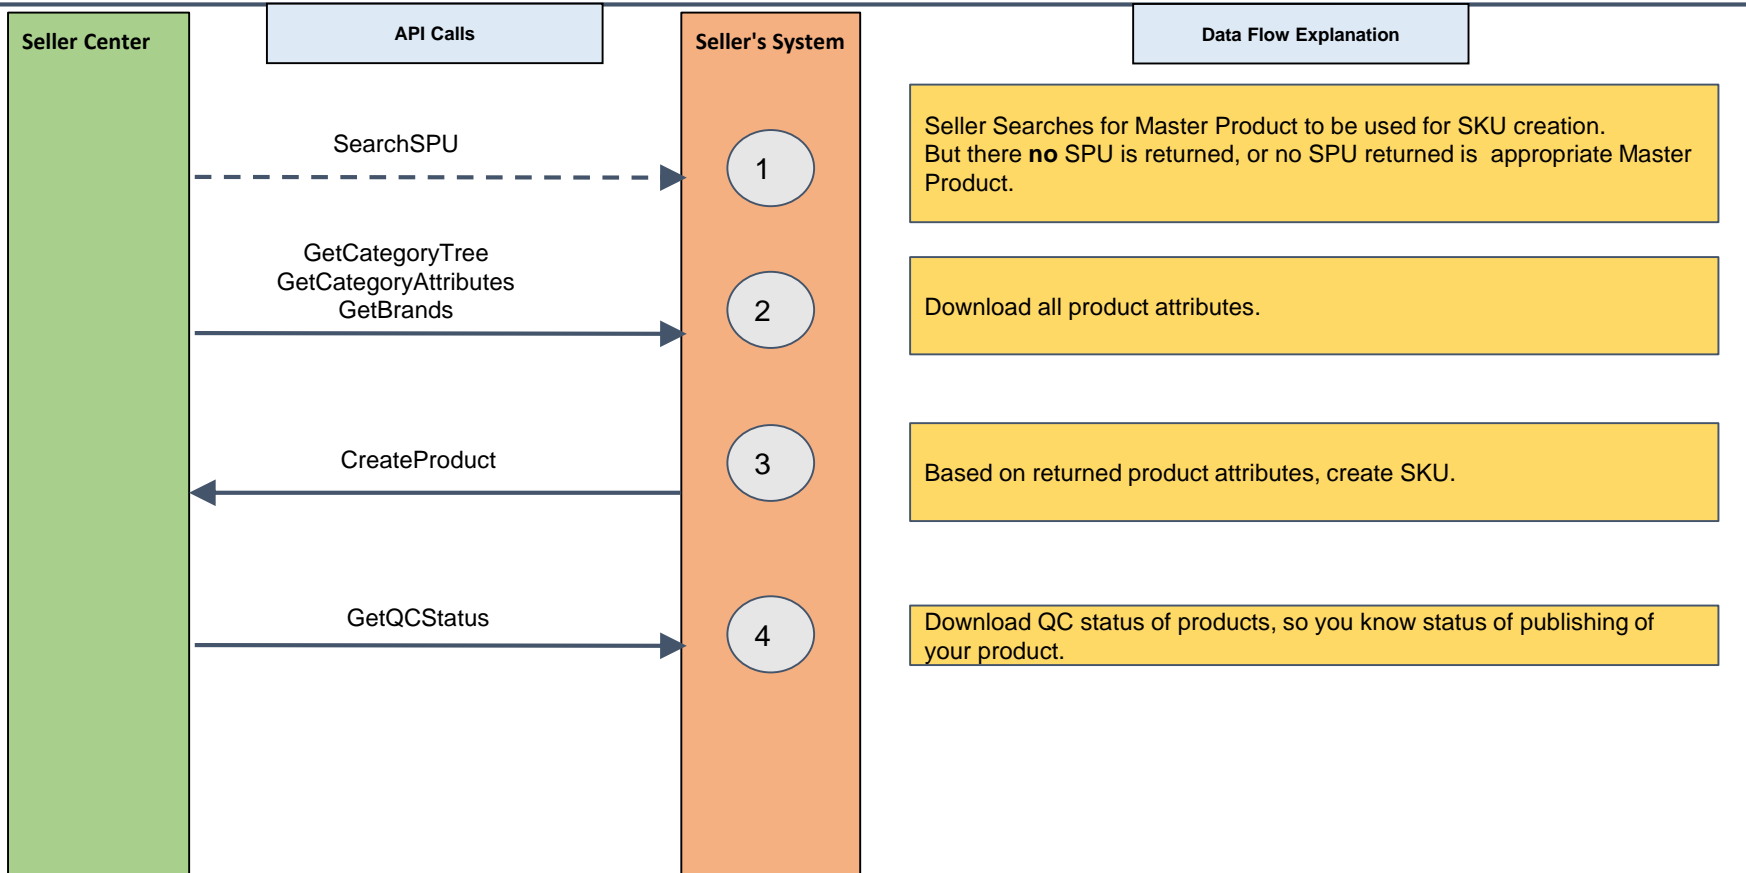 Seller Center
API Calls
Seller's System
Data Flow Explanation
SearchSPU
1
Seller Searches for Master Product to be used for SKU creation.
But there no SPU is returned, or no SPU returned is  appropriate Master
Product.
GetCategoryTree
GetCategoryAttributes
GetBrands
2
Download all product attributes.
CreateProduct
3
Based on returned product attributes, create SKU.
GetQCStatus
4
Download QC status of products, so you know status of publishing of
your product.